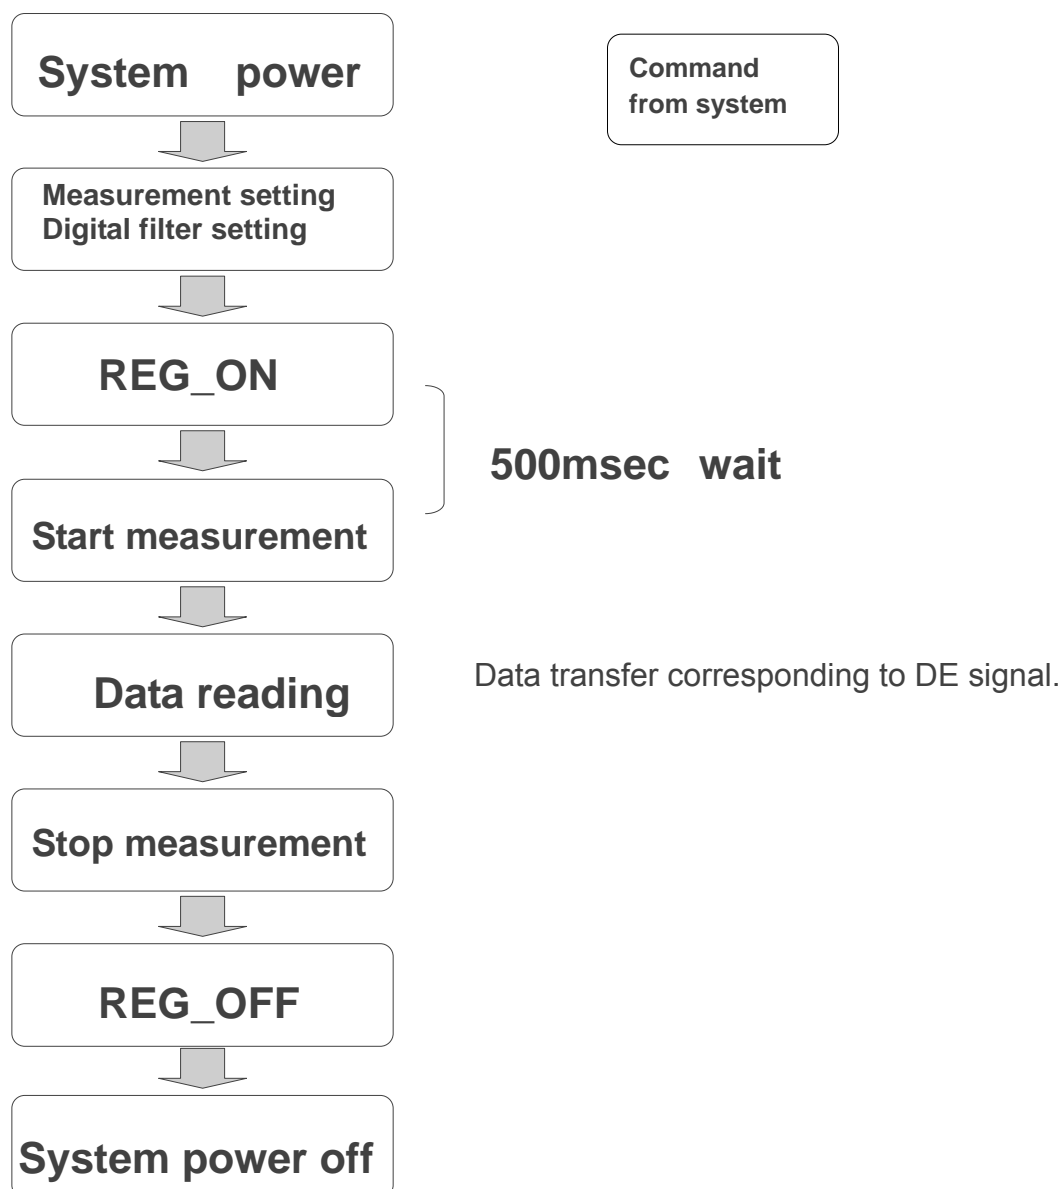 System power
Command
from system
Measurement setting
Digital filter setting
REG_ON
500msec wait
Start measurement
Data reading
Data transfer corresponding to DE signal.
Stop measurement
REG_OFF
System power off